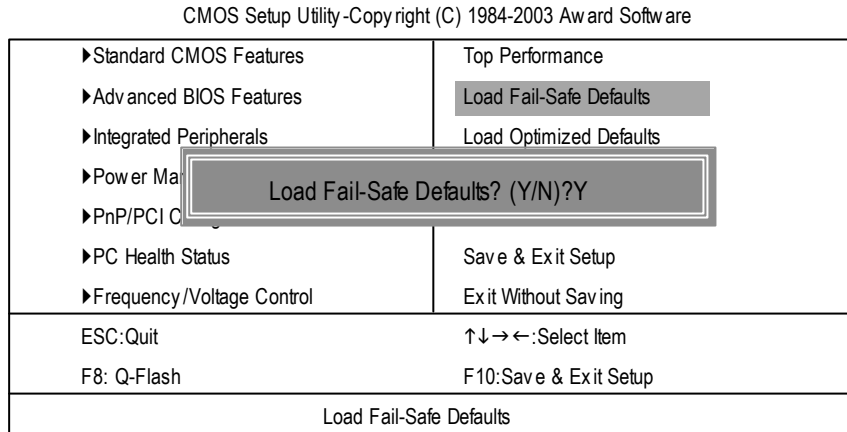 CMOS Setup Utility-Copyright (C) 1984-2003 Award Software
▶Standard CMOS Features
Top Performance
▶Advanced BIOS Features
Load Fail-Safe Defaults
▶Integrated Peripherals
Load Optimized Defaults
▶Power
Load Fail-Safe Defaults? (Y/N)?Y
▶PnP/PCI
▶PC Health Status
Save & Exit Setup
▶Frequency/Voltage Control
Exit Without Saving
ESC:Quit
↑↓→←:Select Item
F8: Q-Flash
F10:Save & Exit Setup
Load Fail-Safe Defaults